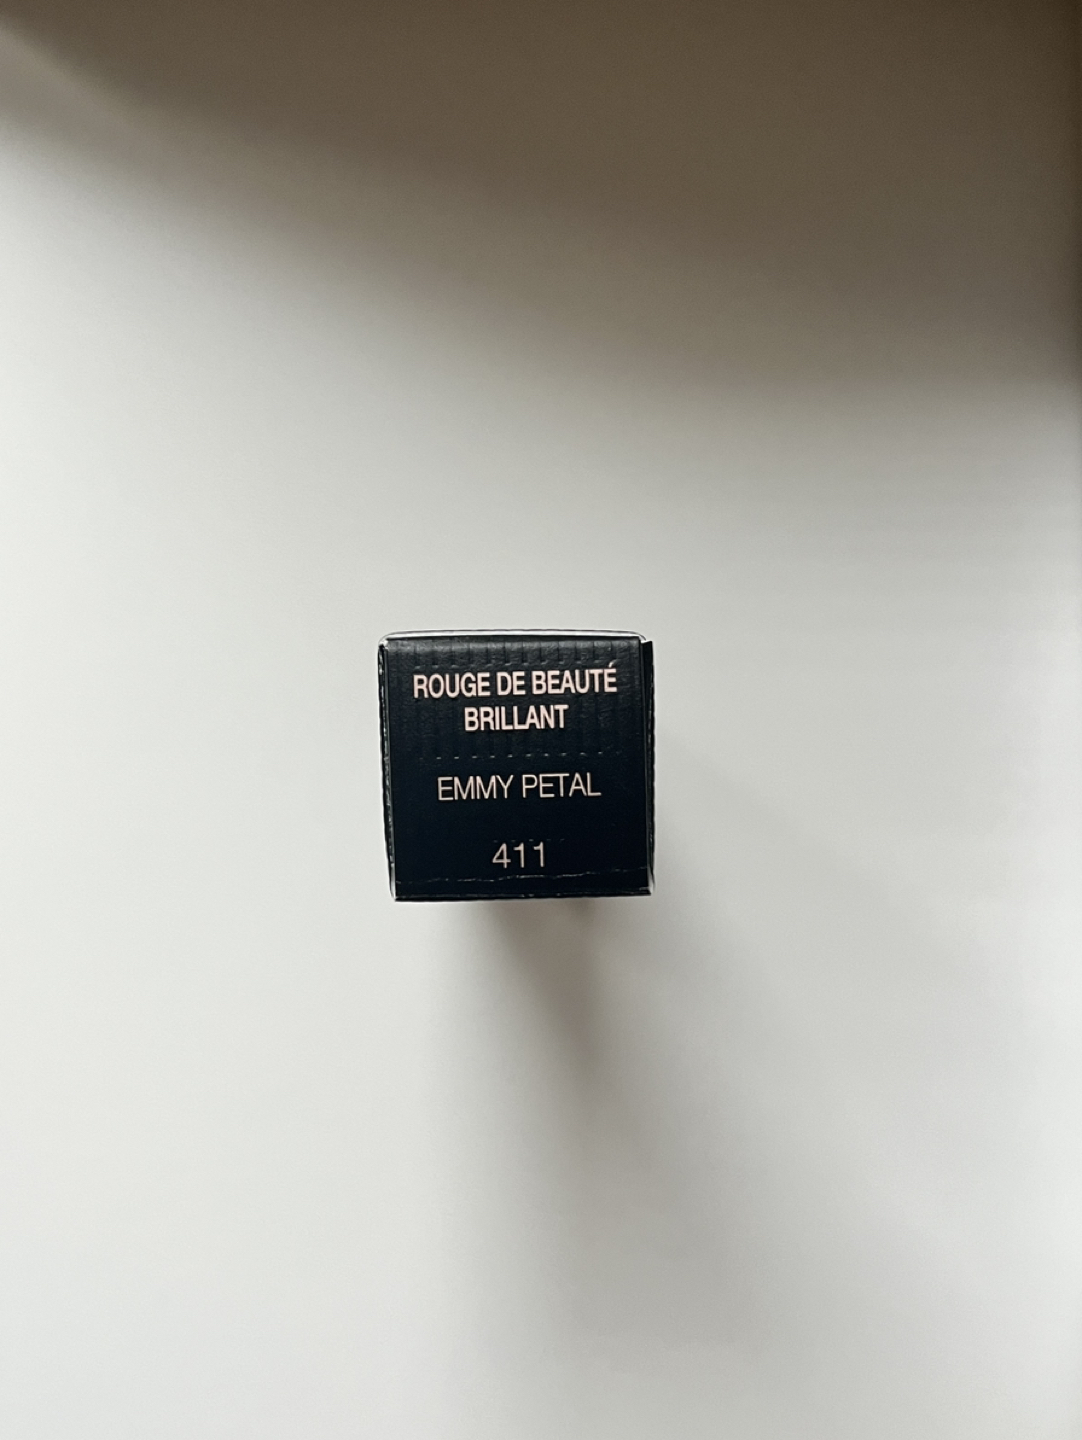 ROUGE DE BEAUTÉ
BRILLANT
EMMY PETAL
411